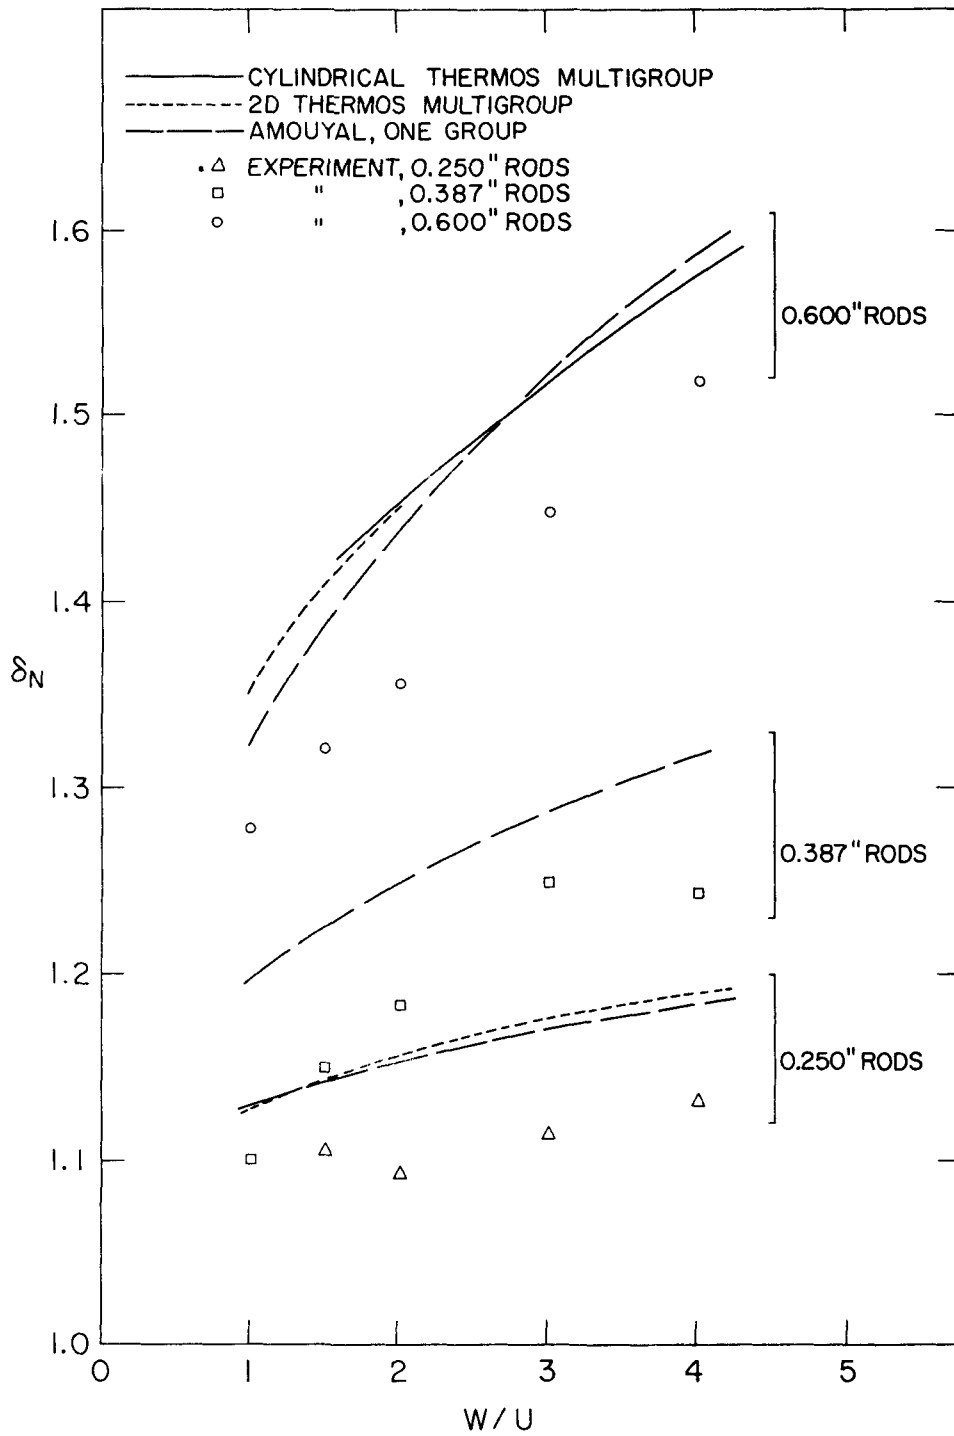 CYLINDRICAL THERMOS MULTIGROUP
2D THERMOS MULTIGROUP
AMOUYAL, ONE GROUP
EXPERIMENT, 0.250" RODS
" , 0.387" RODS
" , 0.600" RODS
1.6
0.600" RODS
1.5
1.4
δN
1.3
0.387" RODS
1.2
0.250" RODS
1.1
1.0
0 1 2 3 4 5
W/U